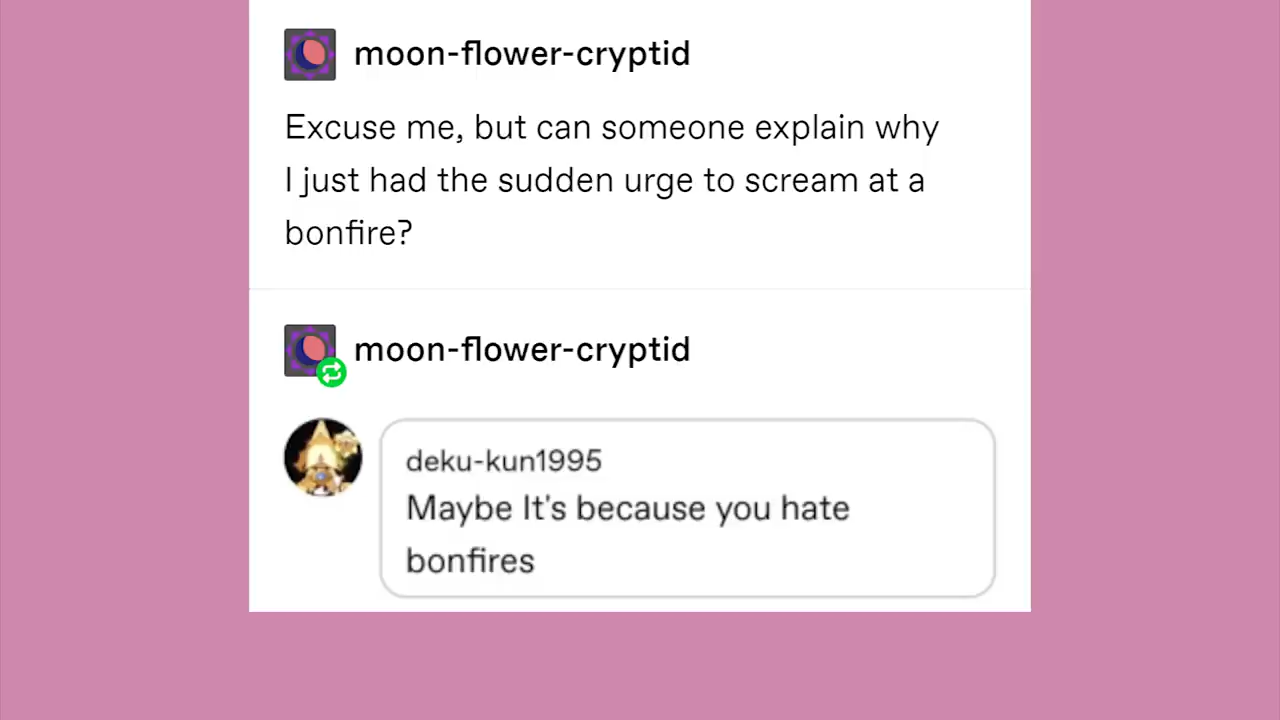 moon-flower-cryptid
Excuse me, but can someone explain why
I just had the sudden urge to scream at a
bonfire?
moon-flower-cryptid
deku-kun1995
Maybe It's because you hate
bonfires